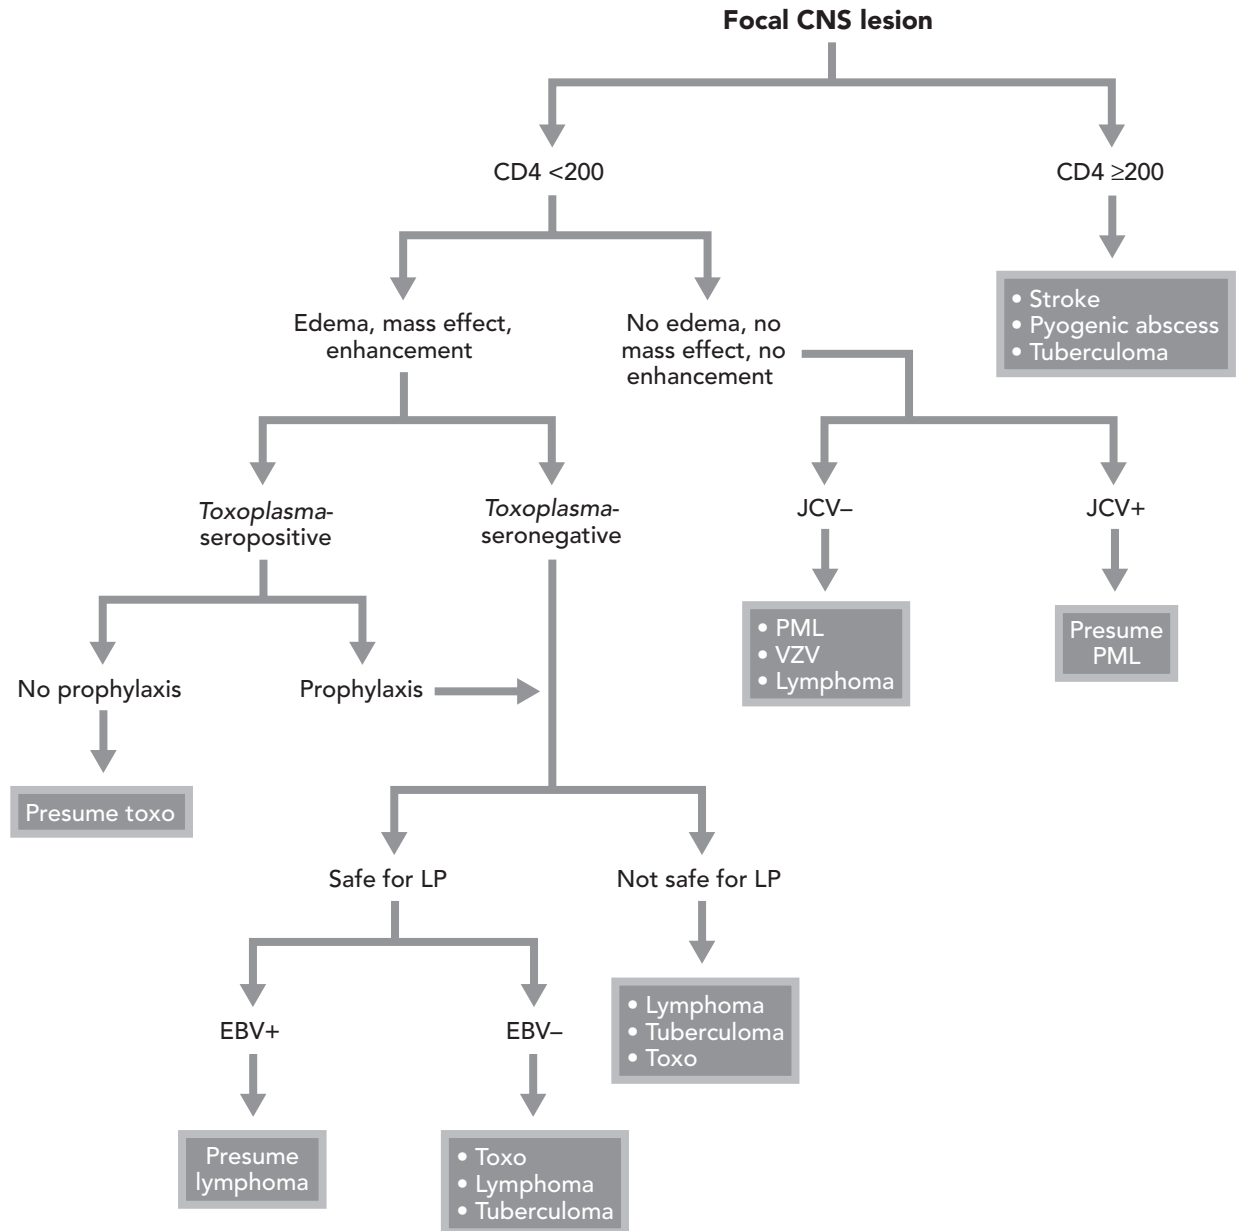 Focal CNS lesion
CD4 <200
CD4 ≥200
Edema, mass effect,
enhancement
No edema, no
mass effect, no
enhancement
• Stroke
• Pyogenic abscess
• Tuberculoma
Toxoplasma-
seropositive
Toxoplasma-
seronegative
JCV–
JCV+
• PML
• VZV
• Lymphoma
Presume
PML
No prophylaxis
Prophylaxis
Presume toxo
Safe for LP
Not safe for LP
• Lymphoma
• Tuberculoma
• Toxo
EBV+
EBV–
Presume
lymphoma
• Toxo
• Lymphoma
• Tuberculoma